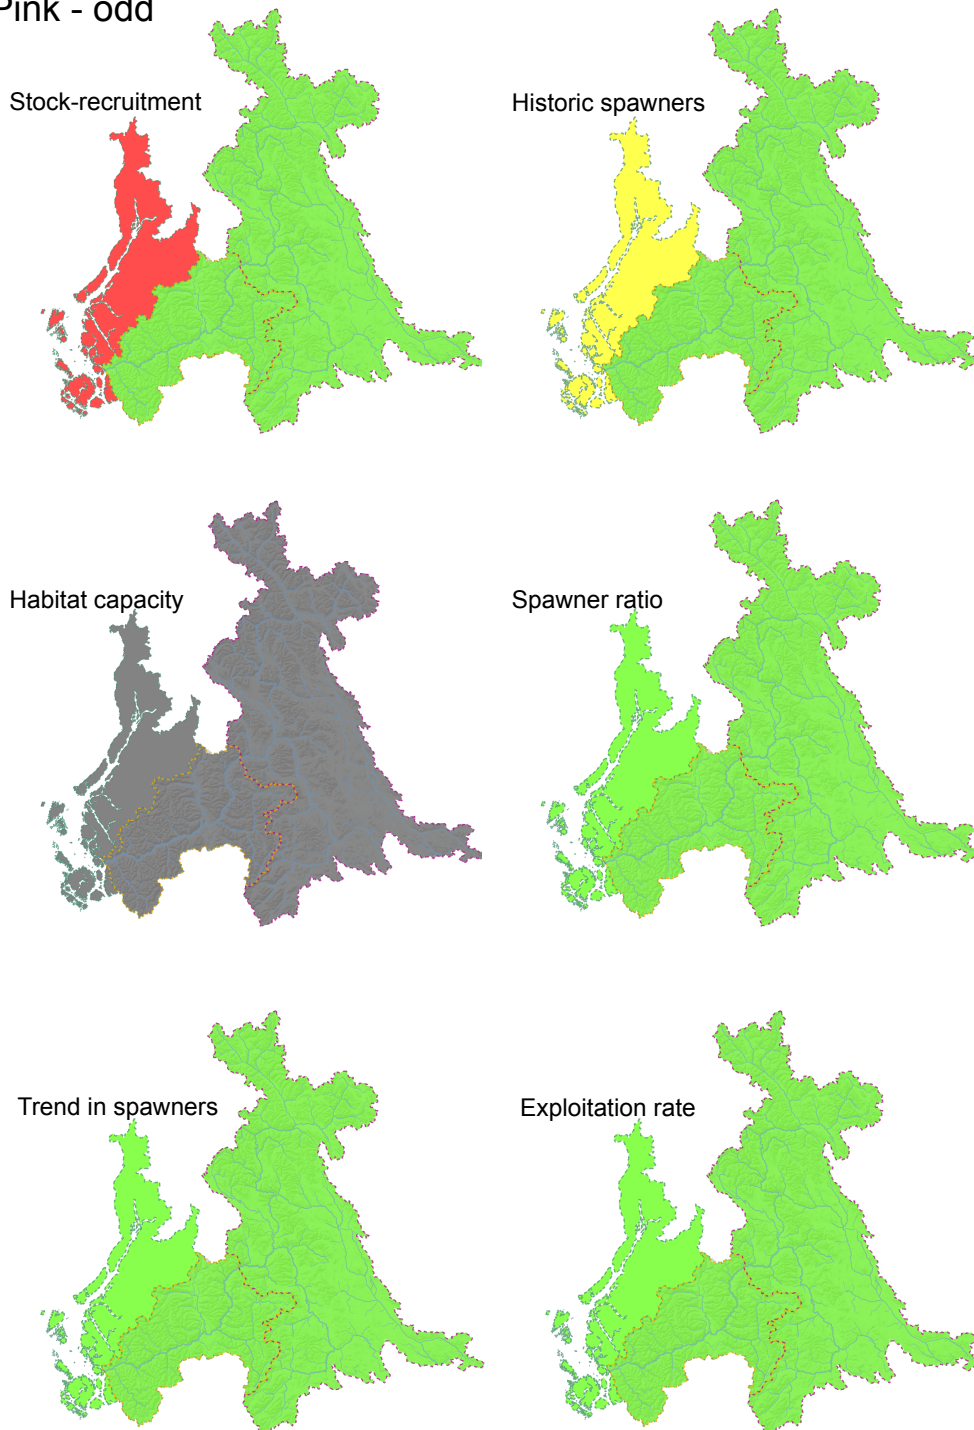 Pink - odd
Stock-recruitment
Historic spawners
Habitat capacity
Spawner ratio
Trend in spawners
Exploitation rate